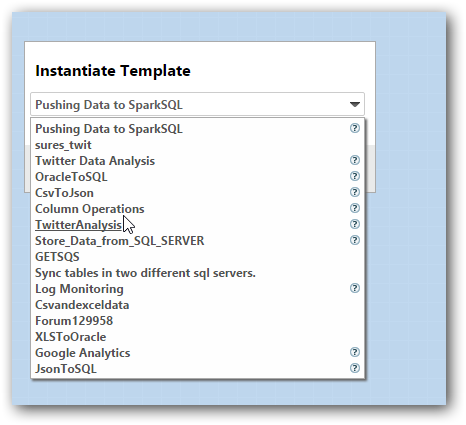 Instantiate Template
Pushing Data to SparkSQL
Pushing Data to SparkSQL
sures_twit
Twitter Data Analysis
OracleToSQL
CsvToJson
Column Operations
TwitterAnalysis
Store_Data_from_SQL_SERVER
GETSQS
Sync tables in two different sql servers.
Log Monitoring
Csvandexceldata
Forum129958
XLSToOracle
Google Analytics
JsonToSQL